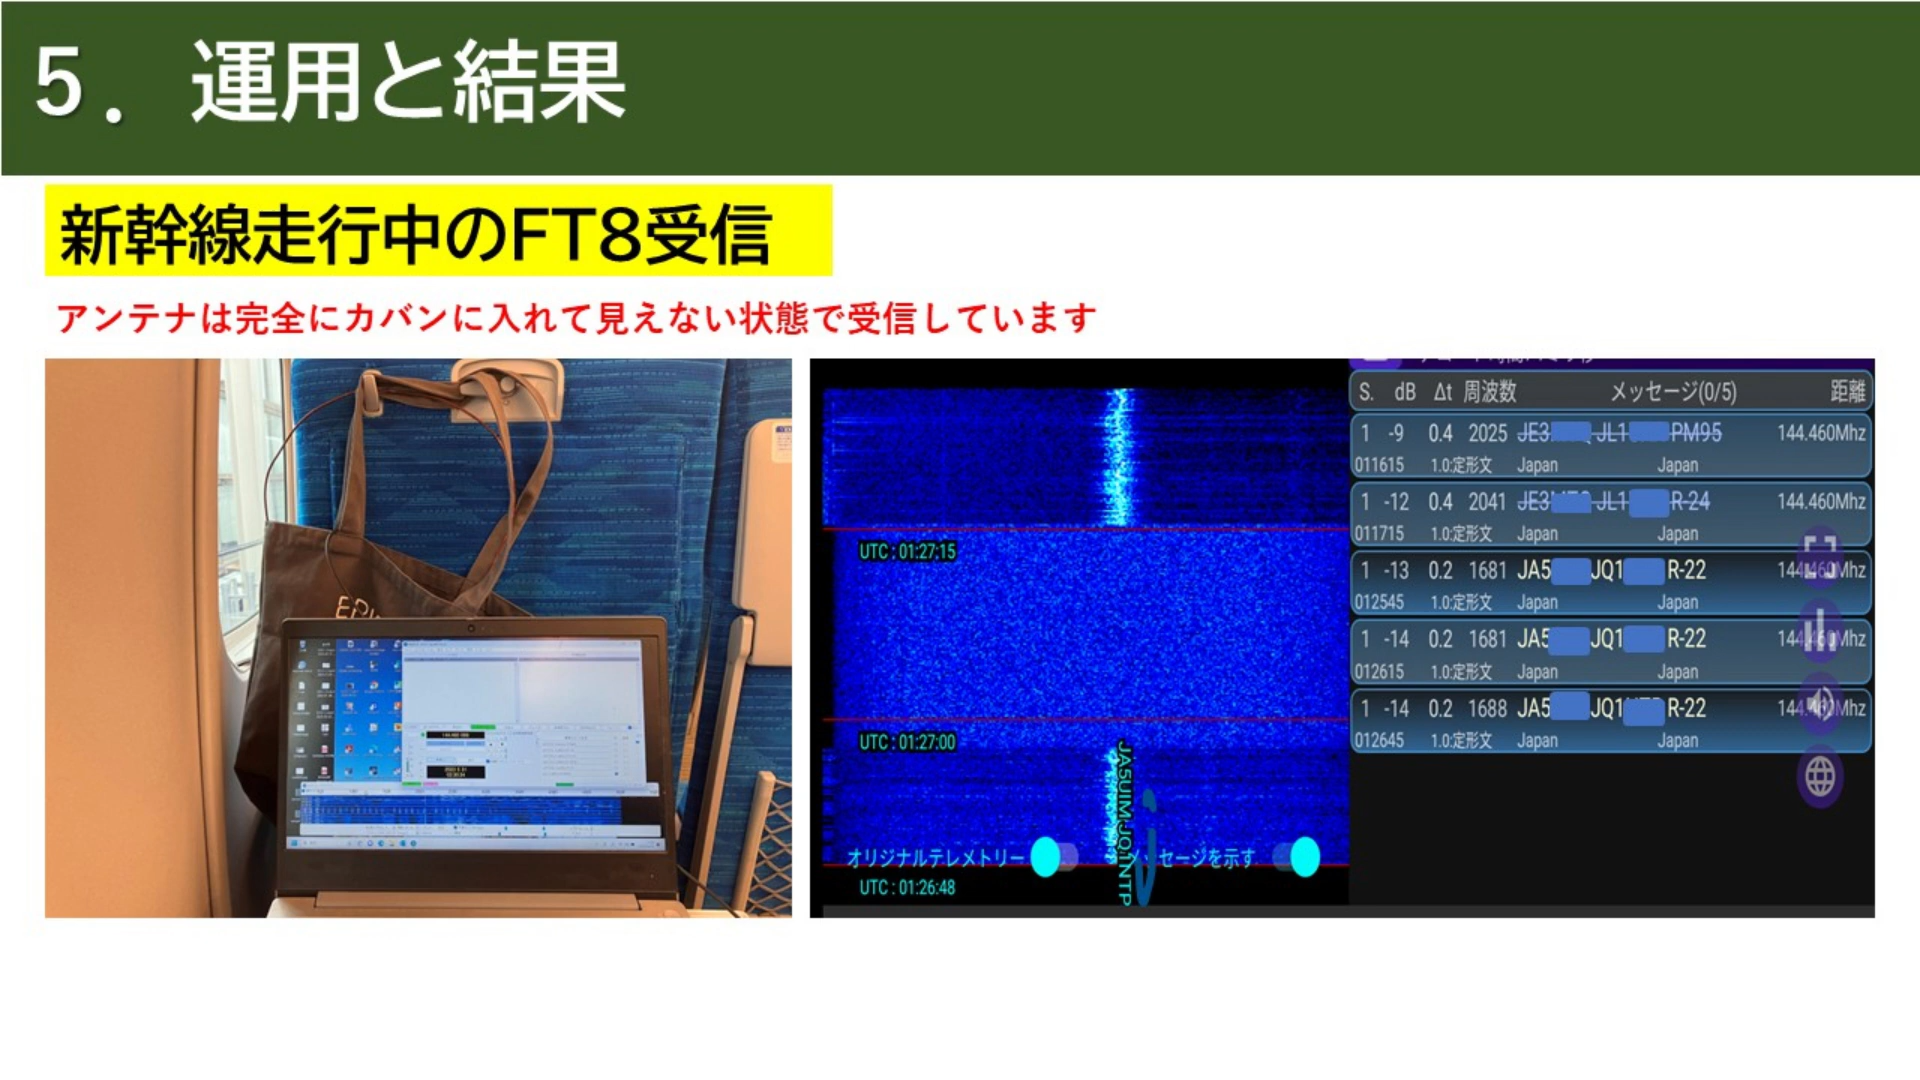 5．運用と結果
新幹線走行中のFT8受信
アンテナは完全にカバンに入れて見えない状態で受信しています
UTC : 01:27:15
UTC : 01:27:00
JA5UIM JQ1NTP
オリジナルテレメトリー
セージを示す
UTC : 01:26:48
S. dB Δt 周波数 メッセージ(0/5) 距離
1 -9 0.4 2025 JE3 JL1 PM95 144.460Mhz
011615 1.0:定形文 Japan Japan
1 -12 0.4 2041 JE3 JL1 R-24 144.460Mhz
011715 1.0:定形文 Japan Japan
1 -13 0.2 1681 JA5 JQ1 R-22
012545 1.0:定形文 Japan Japan
1 -14 0.2 1681 JA5 JQ1 R-22
012615 1.0:定形文 Japan Japan
1 -14 0.2 1688 JA5 JQ1 R-22
012645 1.0:定形文 Japan Japan